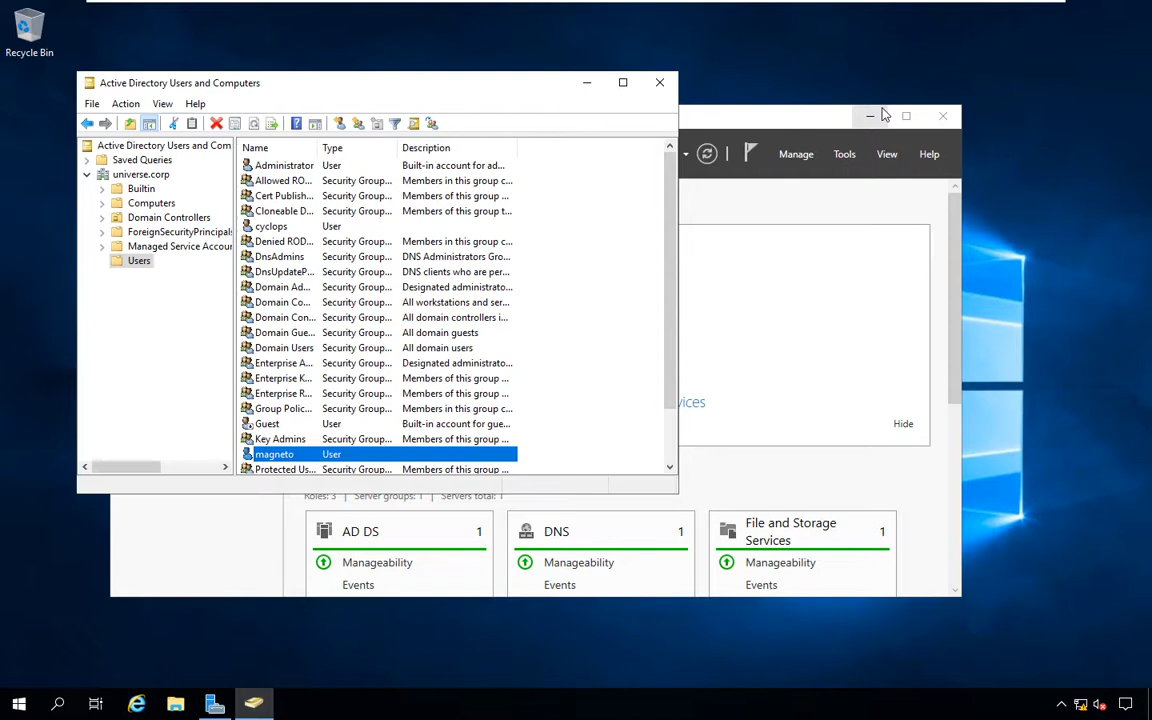 Recycle Bin
Active Directory Users and Computers
File Action View Help
Active Directory Users and Com
Saved Queries
universe.corp
Builtin
Computers
Domain Controllers
ForeignSecurityPrincipals
Managed Service Accour
Users
Name Type Description
Administrator User Built-in account for ad...
Allowed RO... Security Group... Members in this group c...
Cert Publish... Security Group... Members of this group ...
Cloneable D... Security Group... Members of this group t...
cyclops User
Denied ROD... Security Group... Members in this group c...
DnsAdmins Security Group... DNS Administrators Gro...
DnsUpdateP... Security Group... DNS clients who are per...
Domain Ad... Security Group... Designated administrato...
Domain Co... Security Group... All workstations and ser...
Domain Con... Security Group... All domain controllers i...
Domain Gue... Security Group... All domain guests
Domain Users Security Group... All domain users
Enterprise A... Security Group... Designated administrato...
Enterprise K... Security Group... Members of this group ...
Enterprise R... Security Group... Members of this group ...
Group Polic... Security Group... Members in this group c...
Guest User Built-in account for gue...
Key Admins Security Group... Members of this group ...
magneto User
Protected Us... Security Group... Members of this group ...
Manage Tools View Help
vices
Hide
Roles: 3 | Server groups: 1 | Servers total: 1
AD DS 1
Manageability
Events
DNS 1
Manageability
Events
File and Storage
Services 1
Manageability
Events